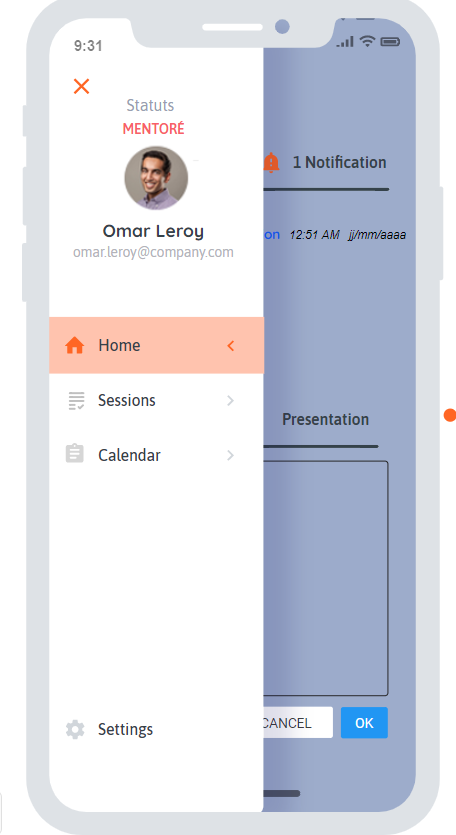 9:31
Statuts
MENTORÉ
Omar Leroy
omar.leroy@company.com
1 Notification
on 12:51 AM jj/mm/aaaa
Home
Sessions
Presentation
Calendar
CANCEL OK
Settings